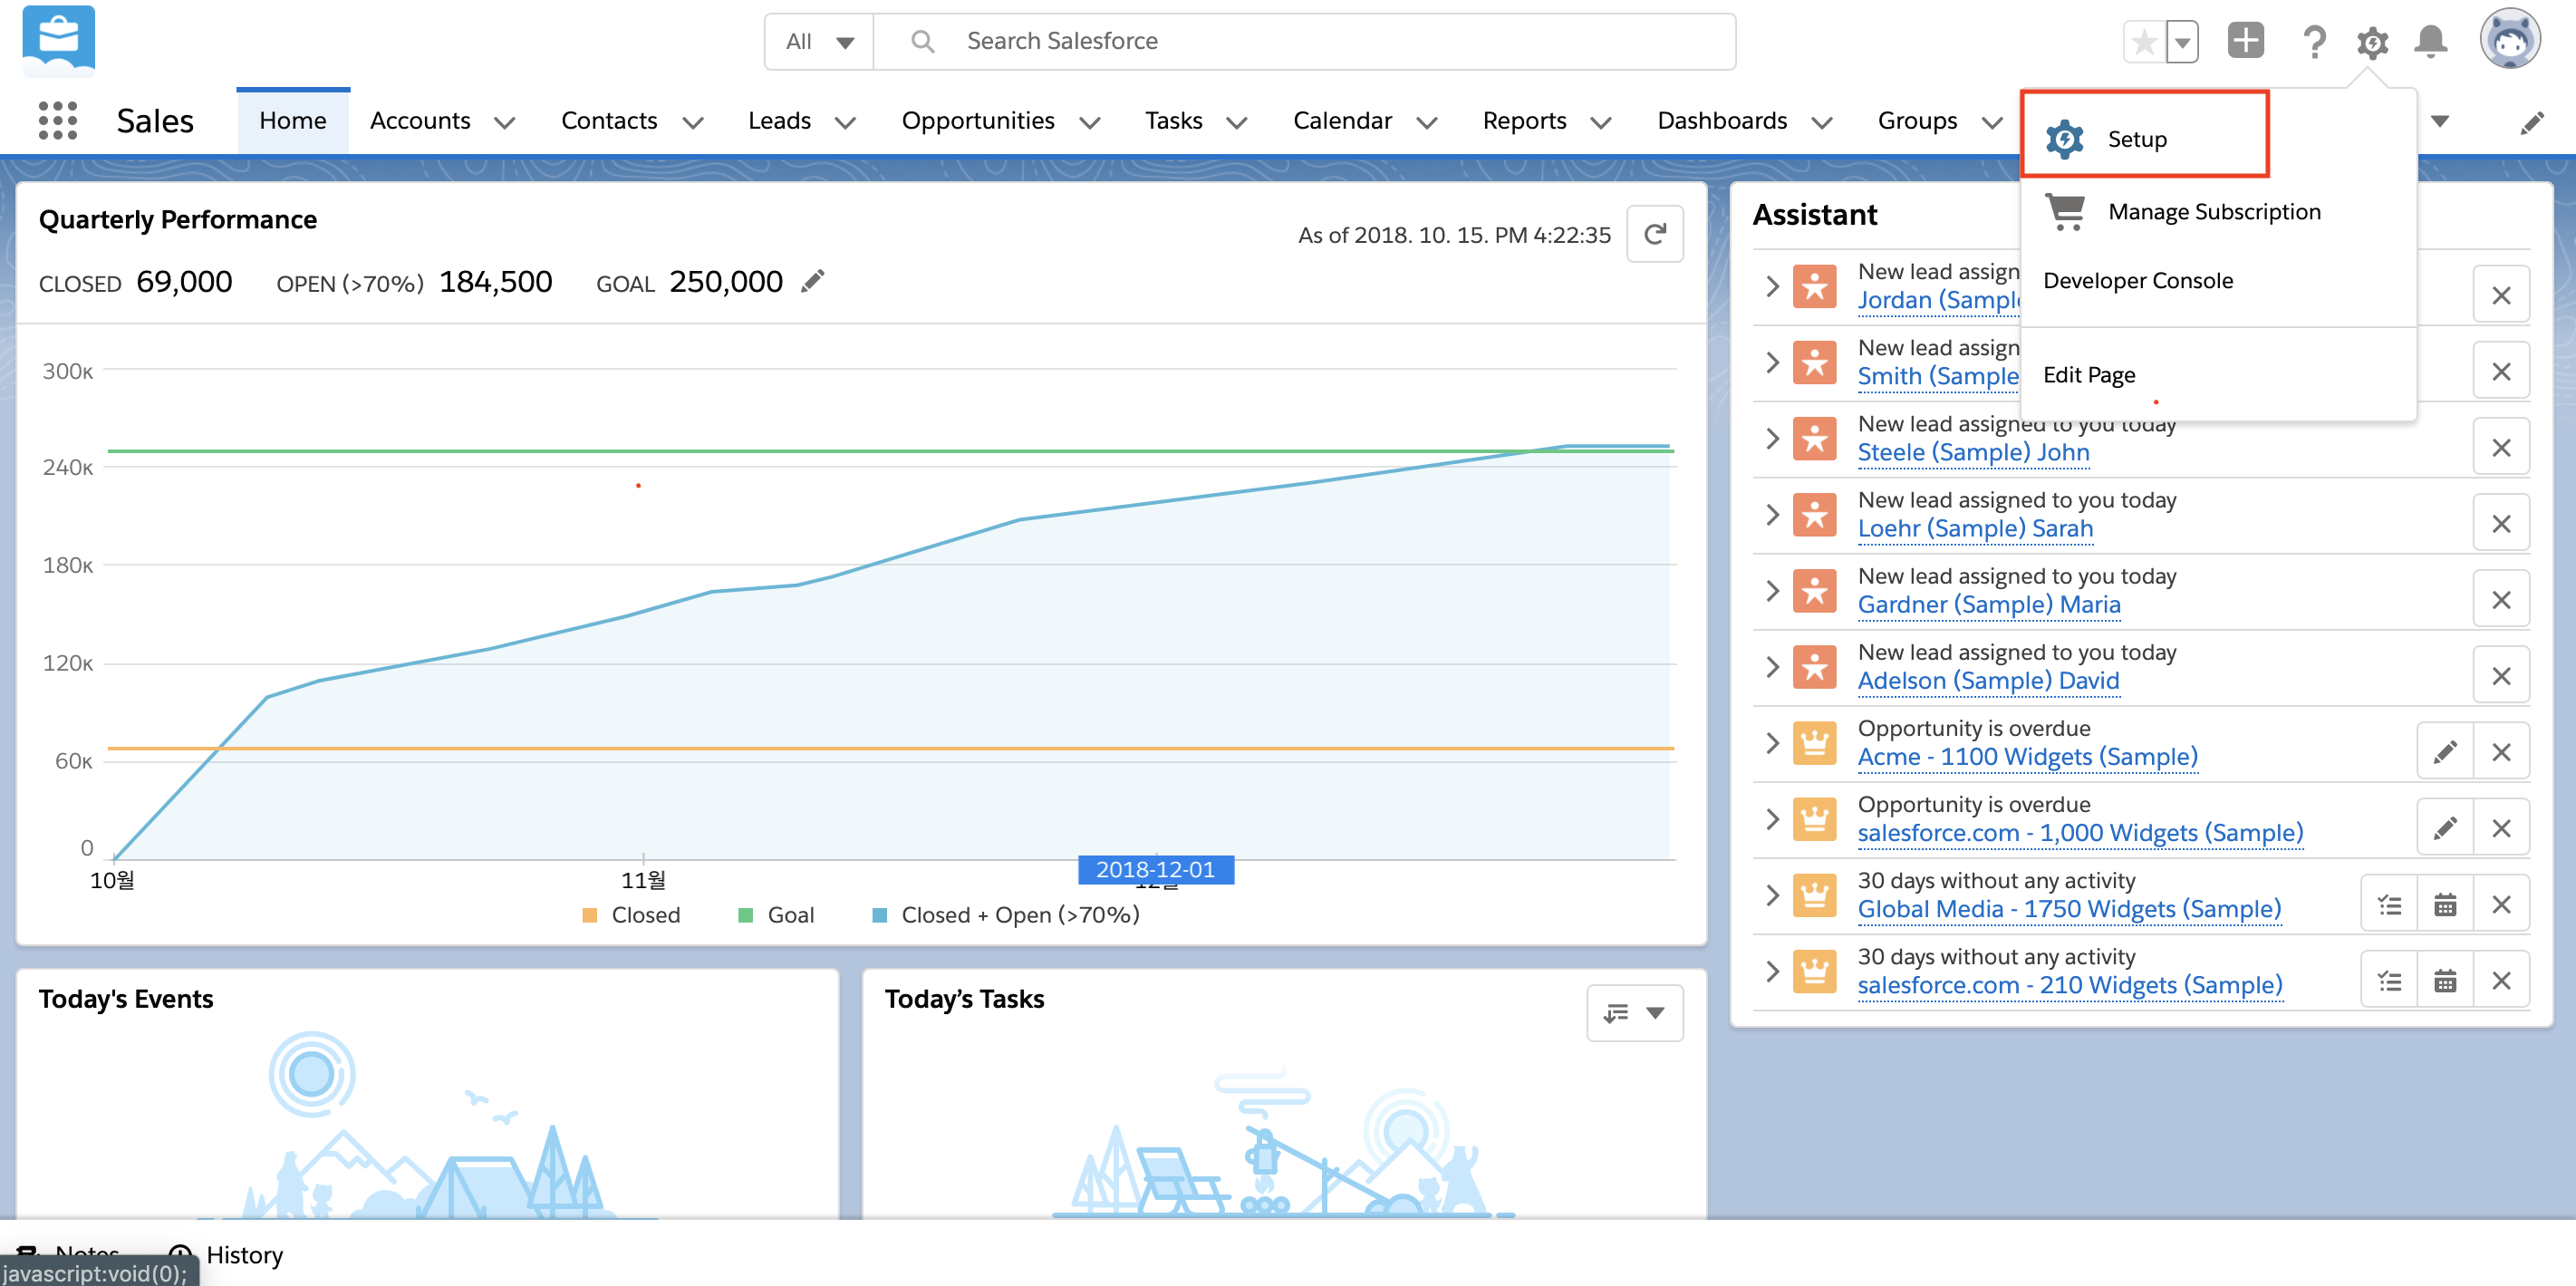 All
Search Salesforce
Sales
Home
Accounts
Contacts
Leads
Opportunities
Tasks
Calendar
Reports
Dashboards
Groups
Setup
Manage Subscription
Developer Console
Edit Page
Quarterly Performance
As of 2018. 10. 15. PM 4:22:35
CLOSED 69,000 OPEN (>70%) 184,500 GOAL 250,000
300K
240K
180K
120K
60K
0
10월
11월
2018-12-01
Closed
Goal
Closed + Open (>70%)
Assistant
New lead assign
Jordan (Sampl
New lead assign
Smith (Sample
New lead assigned to you today
Steele (Sample) John
New lead assigned to you today
Loehr (Sample) Sarah
New lead assigned to you today
Gardner (Sample) Maria
New lead assigned to you today
Adelson (Sample) David
Opportunity is overdue
Acme - 1100 Widgets (Sample)
Opportunity is overdue
salesforce.com - 1,000 Widgets (Sample)
30 days without any activity
Global Media - 1750 Widgets (Sample)
30 days without any activity
salesforce.com - 210 Widgets (Sample)
Today's Events
Today’s Tasks
Notes
History
javascript:void(0);